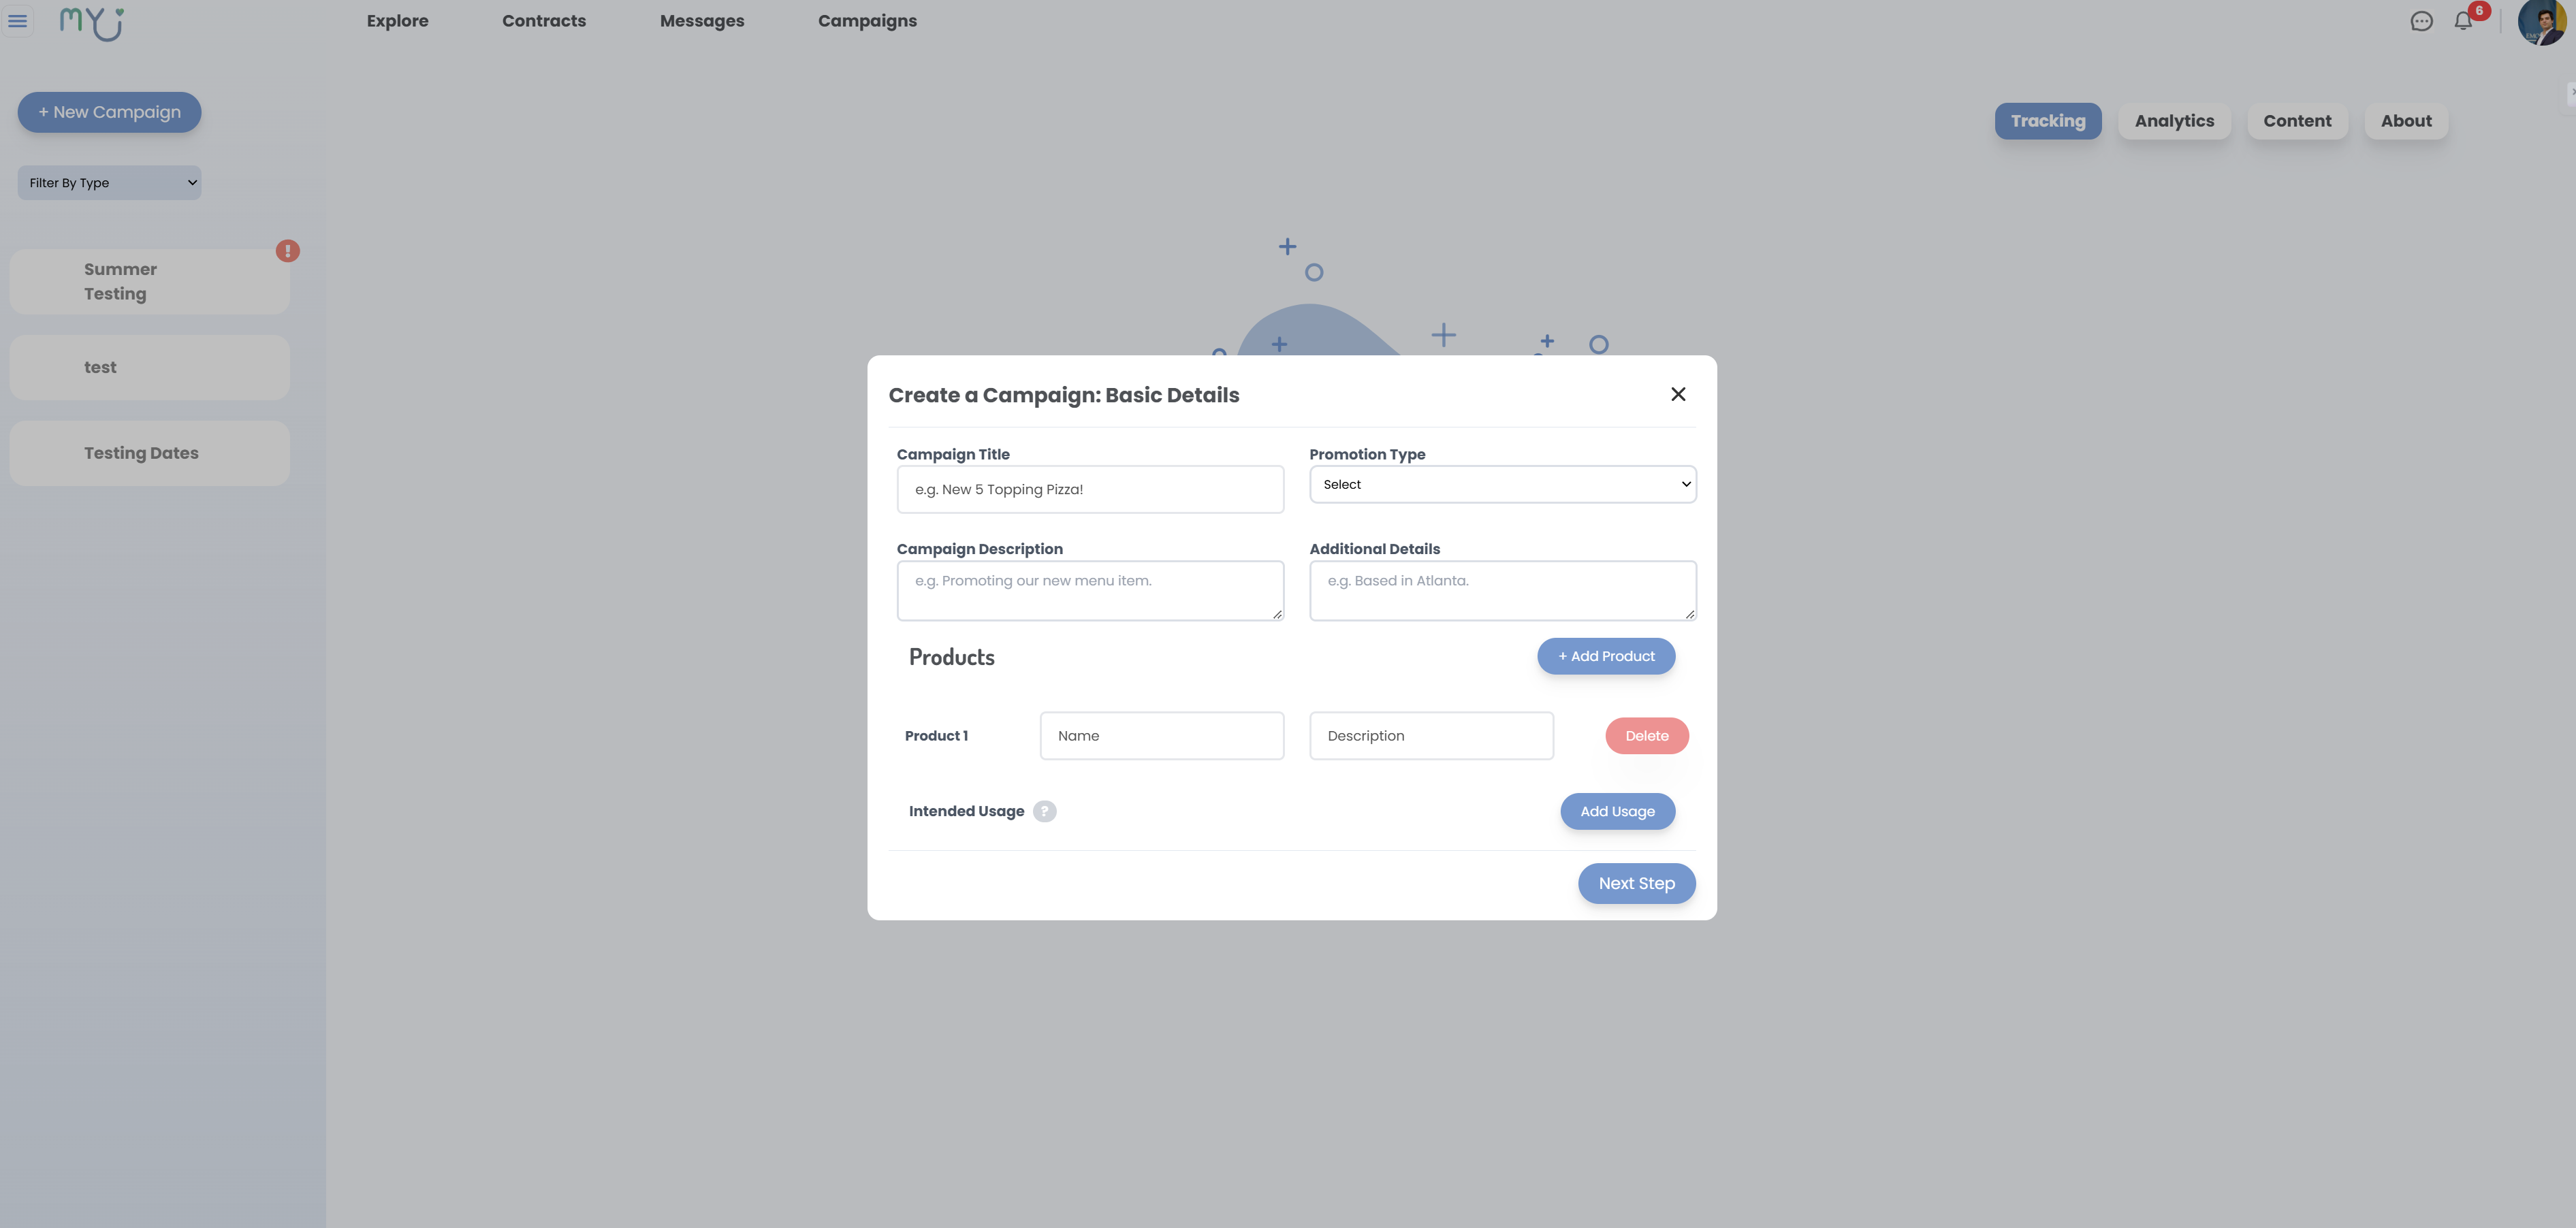 MYU
Explore
Contracts
Messages
Campaigns
6
+ New Campaign
Tracking
Analytics
Content
About
Filter By Type
!
Summer
Testing
test
Testing Dates
Create a Campaign: Basic Details
Campaign Title
Promotion Type
e.g. New 5 Topping Pizza!
Select
Campaign Description
Additional Details
e.g. Promoting our new menu item.
e.g. Based in Atlanta.
Products
+ Add Product
Product 1
Name
Description
Delete
Intended Usage
?
Add Usage
Next Step